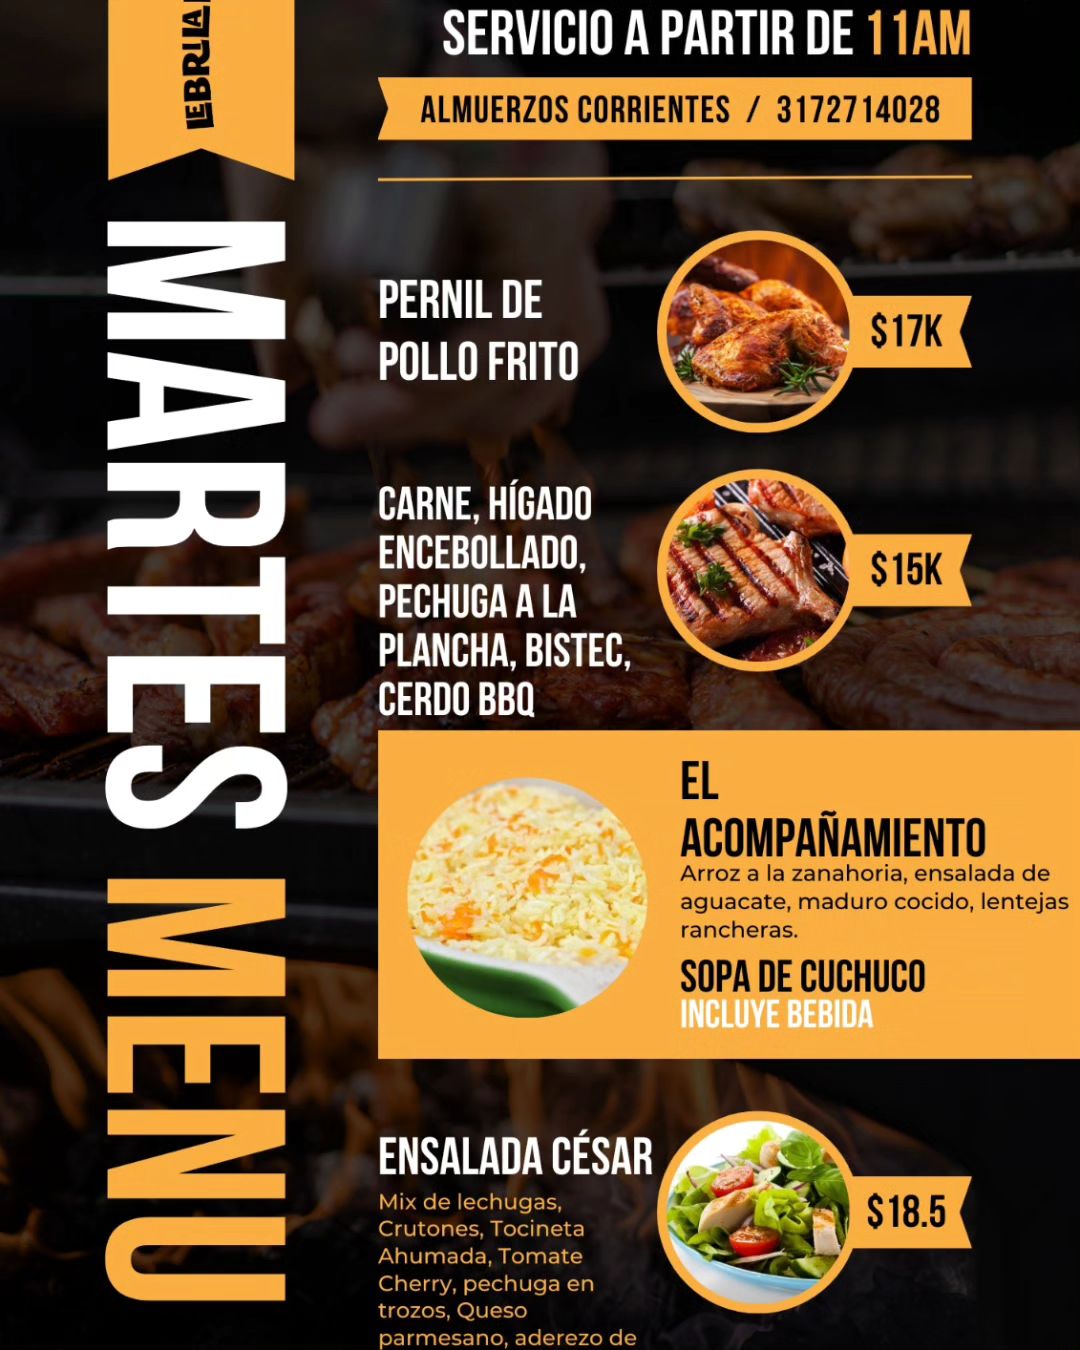 SERVICIO A PARTIR DE 11AM
ALMUERZOS CORRIENTES / 3172714028
MARTES MENU
PERNIL DE
POLLO FRITO
$17K
CARNE, HÍGADO
ENCEBOLLADO,
PECHUGA A LA
PLANCHA, BISTEC,
CERDO BBQ
$15K
EL
ACOMPAÑAMIENTO
Arroz a la zanahoria, ensalada de
aguacate, maduro cocido, lentejas
rancheras.
SOPA DE CUCHUCO
INCLUYE BEBIDA
ENSALADA CÉSAR
Mix de lechugas,
Crutones, Tocineta
Ahumada, Tomate
Cherry, pechuga en
trozos, Queso
parmesano, aderezo de
$18.5